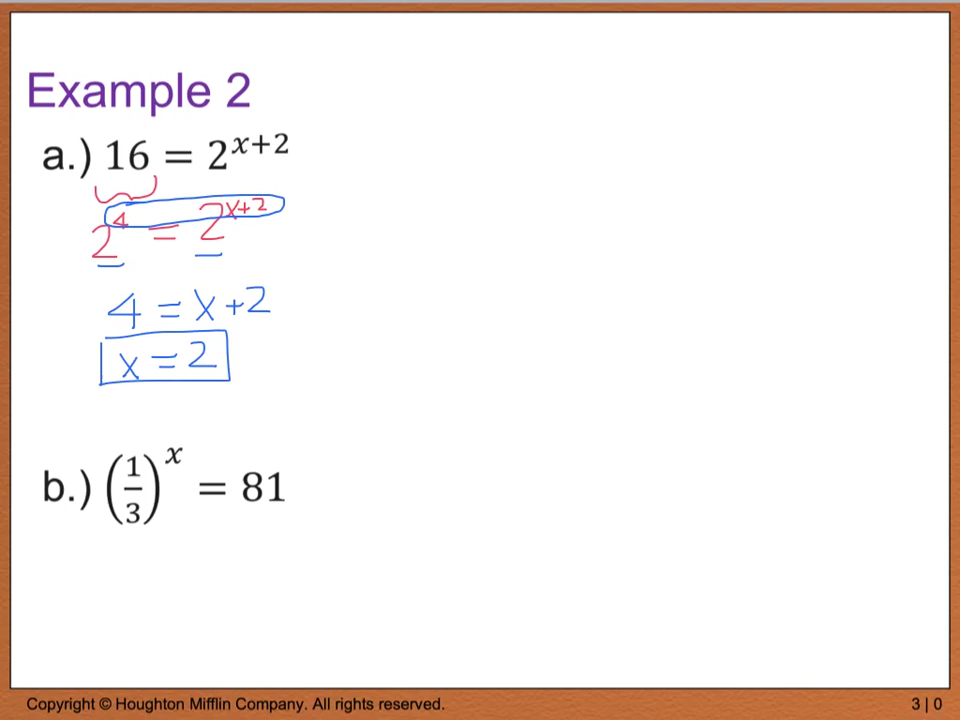 Example 2
a.) 16 = 2^{x+2}
2^4 = 2^{x+2}
4 = x + 2
x = 2
b.) (1/3)^x = 81
Copyright © Houghton Mifflin Company. All rights reserved.
3 | 0